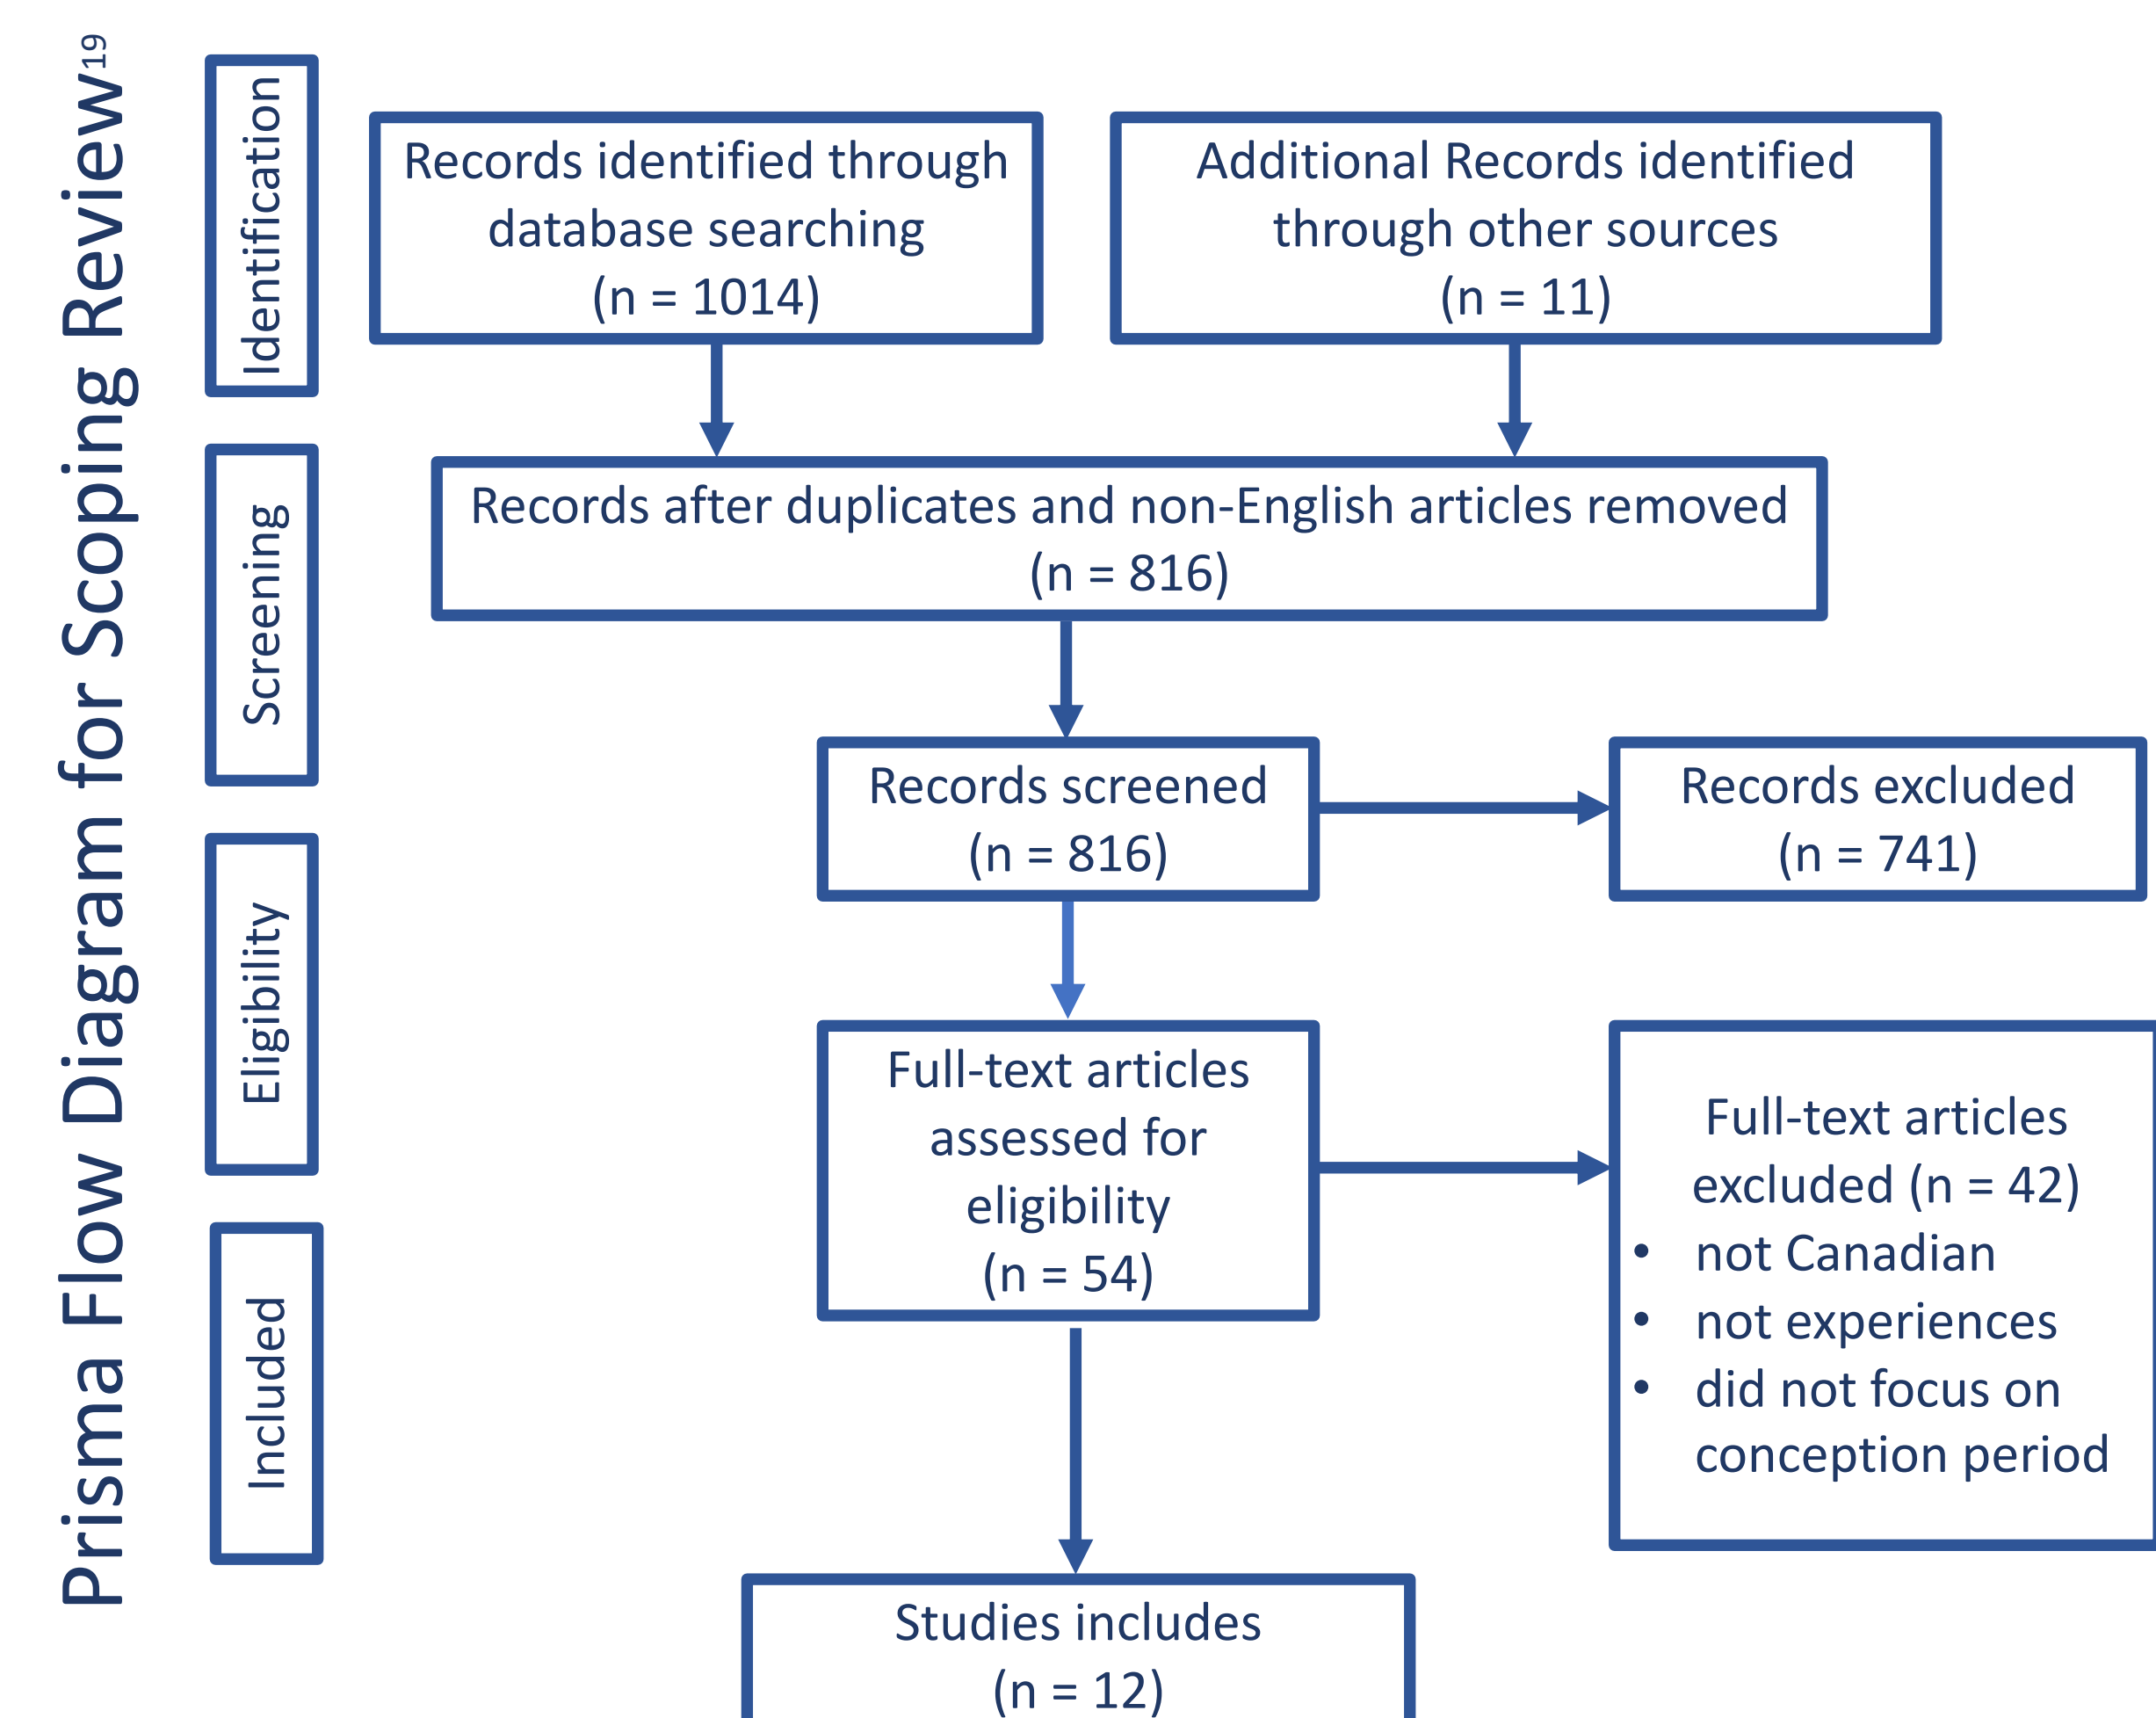 Prisma Flow Diagram for Scoping Review19
Identification
Records identified through
database searching
(n = 1014)
Additional Records identified
through other sources
(n = 11)
Screening
Records after duplicates and non-English articles removed
(n = 816)
Records screened
(n = 816)
Records excluded
(n = 741)
Eligibility
Full-text articles
assessed for
eligibility
(n = 54)
Full-text articles
excluded (n = 42)
• not Canadian
• not experiences
• did not focus on
conception period
Included
Studies includes
(n = 12)